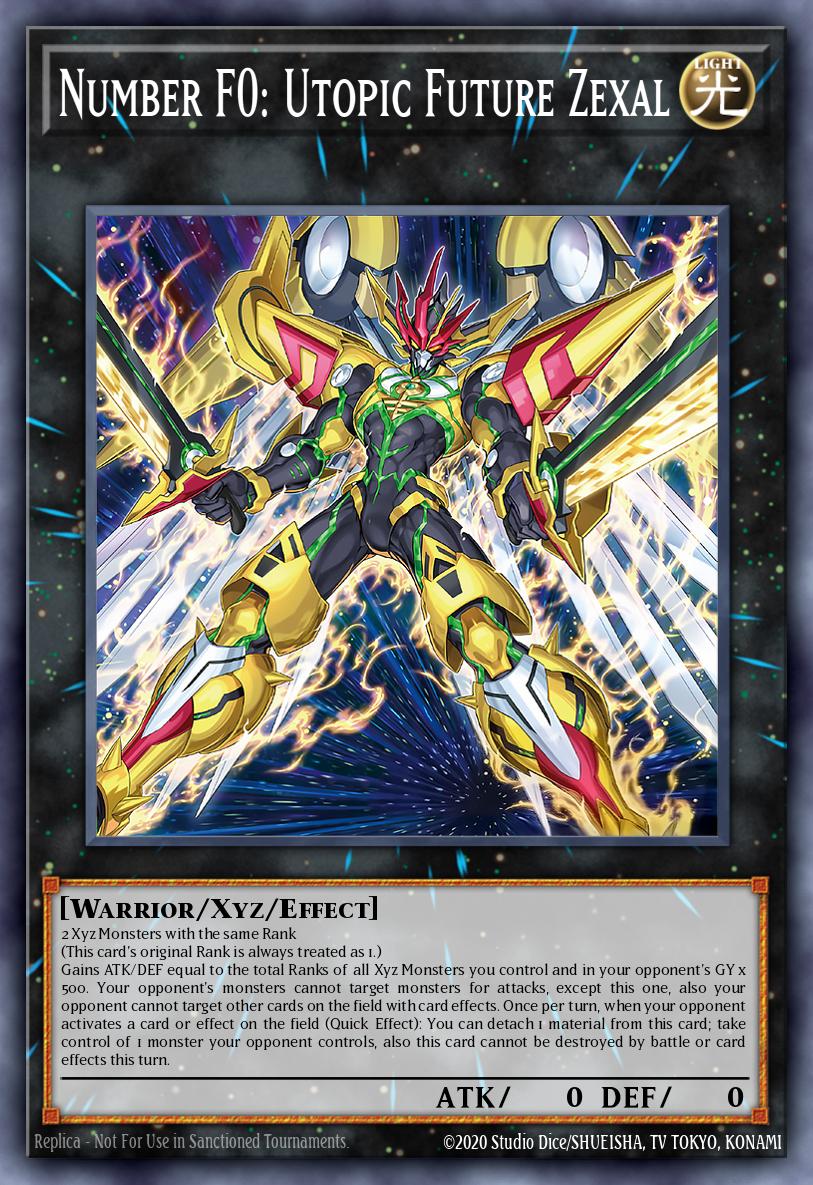 NUMBER F0: UTOPIC FUTURE ZEXAL
LIGHT
光
[WARRIOR/XYZ/EFFECT]
2 Xyz Monsters with the same Rank
(This card's original Rank is always treated as 1.)
Gains ATK/DEF equal to the total Ranks of all Xyz Monsters you control and in your opponent's GY x
500. Your opponent's monsters cannot target monsters for attacks, except this one, also your
opponent cannot target other cards on the field with card effects. Once per turn, when your opponent
activates a card or effect on the field (Quick Effect): You can detach 1 material from this card; take
control of 1 monster your opponent controls, also this card cannot be destroyed by battle or card
effects this turn.
ATK/ 0 DEF/ 0
Replica - Not For Use in Sanctioned Tournaments.
©2020 Studio Dice/SHUEISHA, TV TOKYO, KONAMI